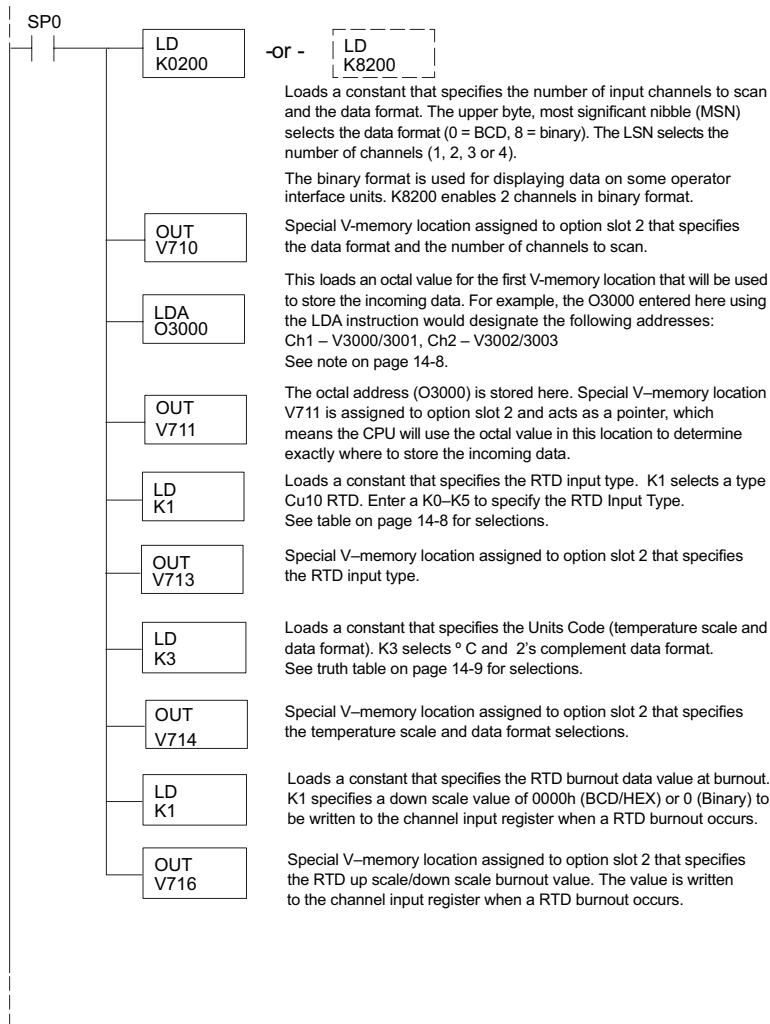 SP0
LD
K0200
-or -
LD
K8200
Loads a constant that specifies the number of input channels to scan
and the data format. The upper byte, most significant nibble (MSN)
selects the data format (0 = BCD, 8 = binary). The LSN selects the
number of channels (1, 2, 3 or 4).
The binary format is used for displaying data on some operator
interface units. K8200 enables 2 channels in binary format.
OUT
V710
Special V-memory location assigned to option slot 2 that specifies
the data format and the number of channels to scan.
LDA
O3000
This loads an octal value for the first V-memory location that will be used
to store the incoming data. For example, the O3000 entered here using
the LDA instruction would designate the following addresses:
Ch1 – V3000/3001, Ch2 – V3002/3003
See note on page 14-8.
OUT
V711
The octal address (O3000) is stored here. Special V–memory location
V711 is assigned to option slot 2 and acts as a pointer, which
means the CPU will use the octal value in this location to determine
exactly where to store the incoming data.
LD
K1
Loads a constant that specifies the RTD input type. K1 selects a type
Cu10 RTD. Enter a K0–K5 to specify the RTD Input Type.
See table on page 14-8 for selections.
OUT
V713
Special V–memory location assigned to option slot 2 that specifies
the RTD input type.
LD
K3
Loads a constant that specifies the Units Code (temperature scale and
data format). K3 selects º C and 2’s complement data format.
See truth table on page 14-9 for selections.
OUT
V714
Special V–memory location assigned to option slot 2 that specifies
the temperature scale and data format selections.
LD
K1
Loads a constant that specifies the RTD burnout data value at burnout.
K1 specifies a down scale value of 0000h (BCD/HEX) or 0 (Binary) to
be written to the channel input register when a RTD burnout occurs.
OUT
V716
Special V–memory location assigned to option slot 2 that specifies
the RTD up scale/down scale burnout value. The value is written
to the channel input register when a RTD burnout occurs.